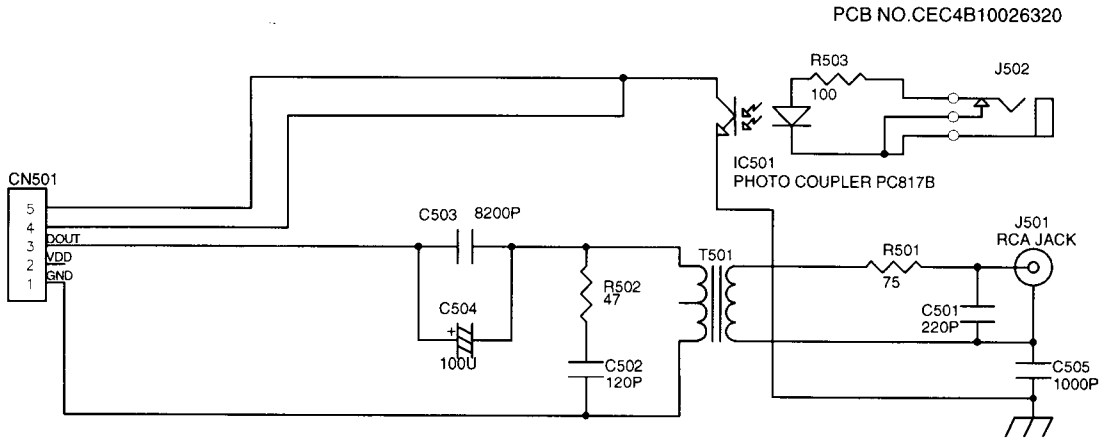 PCB NO.CEC4B10026320
R503
100
J502
IC501
PHOTO COUPLER PC817B
CN501
5
4
3
2
1
DOUT
VDD
GND
C503 8200P
C504
+
100U
R502
47
C502
120P
T501
R501
75
J501
RCA JACK
C501
220P
C505
1000P